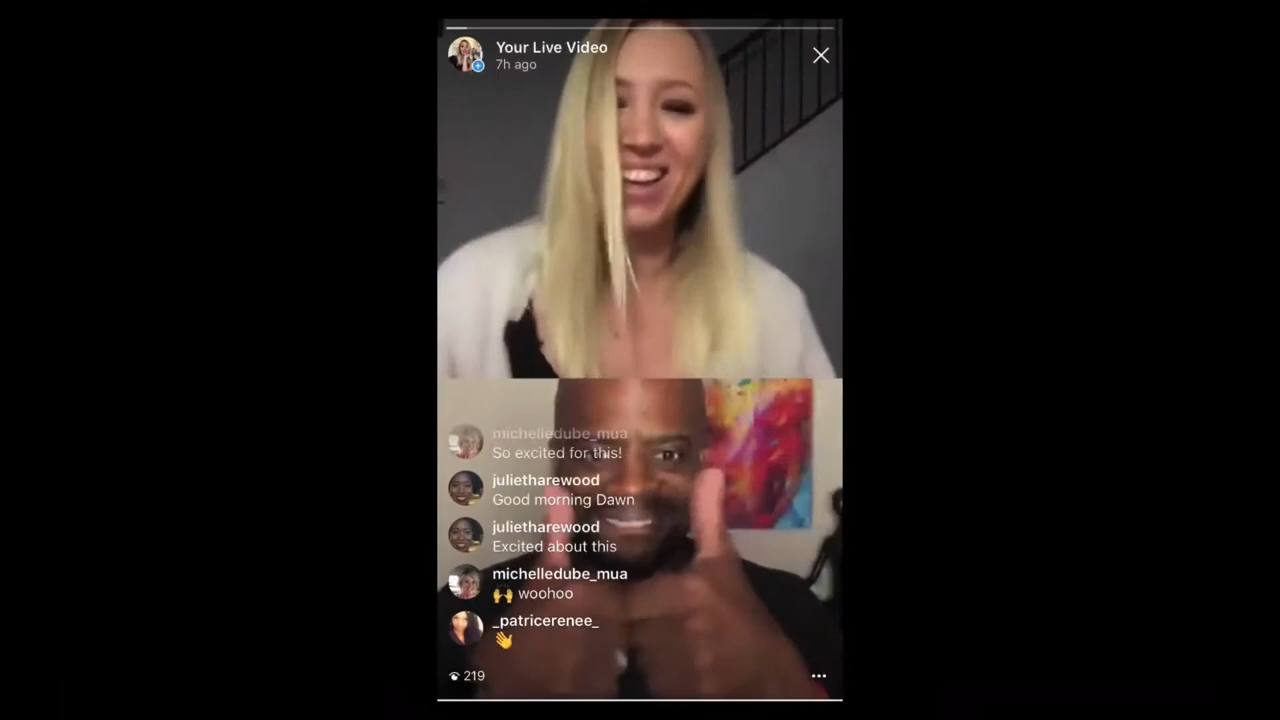 Your Live Video
7h ago
michelledube_mua
So excited for this!
julietharewood
Good morning Dawn
julietharewood
Excited about this
michelledube_mua
🙌 woohoo
_patricerenee_
👋
219